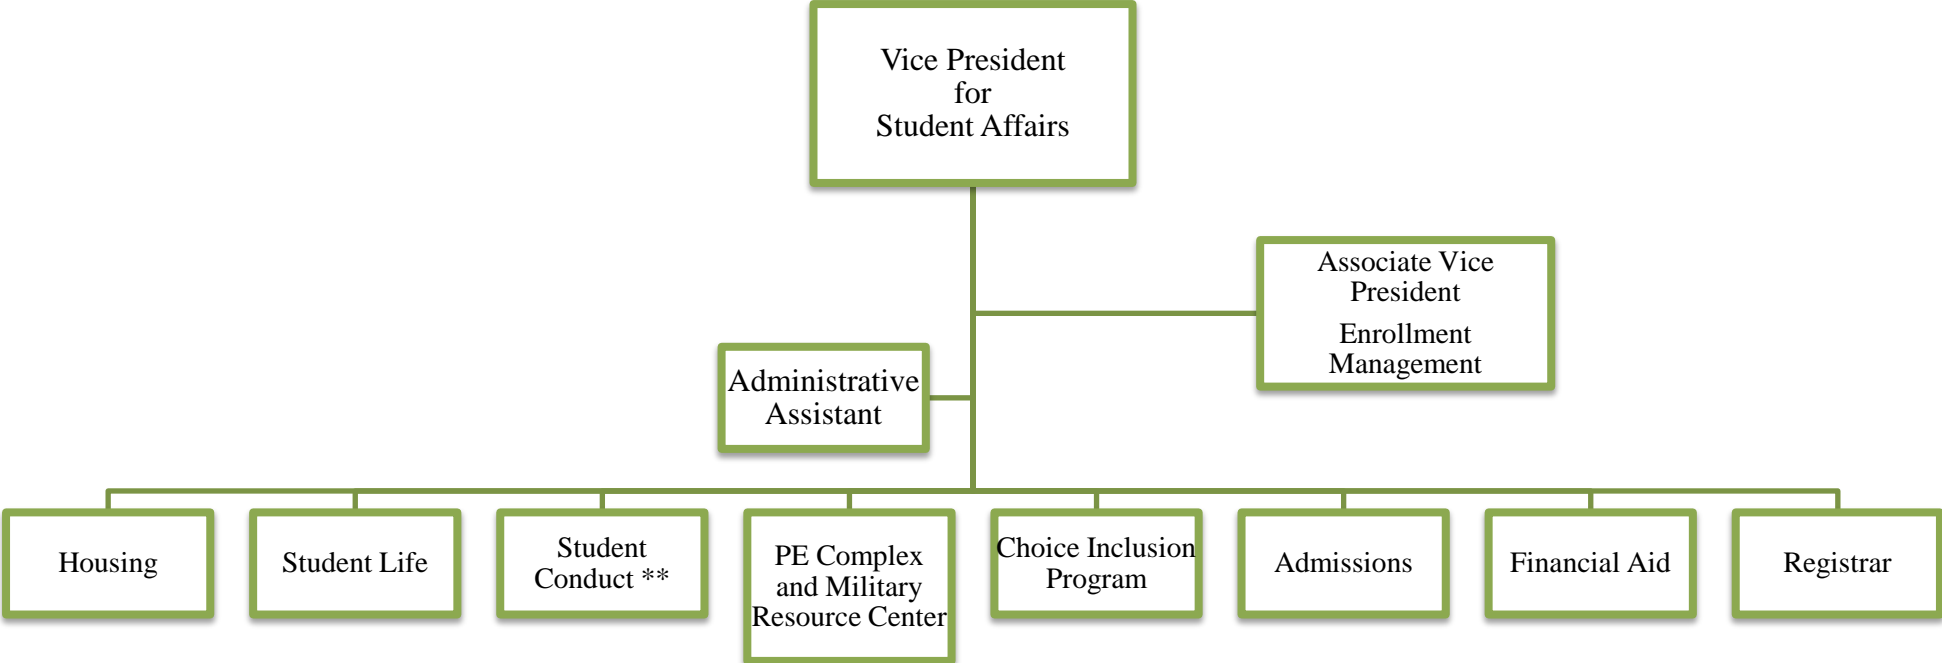 Vice President
for
Student Affairs
Associate Vice
President
Enrollment
Management
Administrative
Assistant
Housing
Student Life
Student
Conduct **
PE Complex
and Military
Resource Center
Choice Inclusion
Program
Admissions
Financial Aid
Registrar